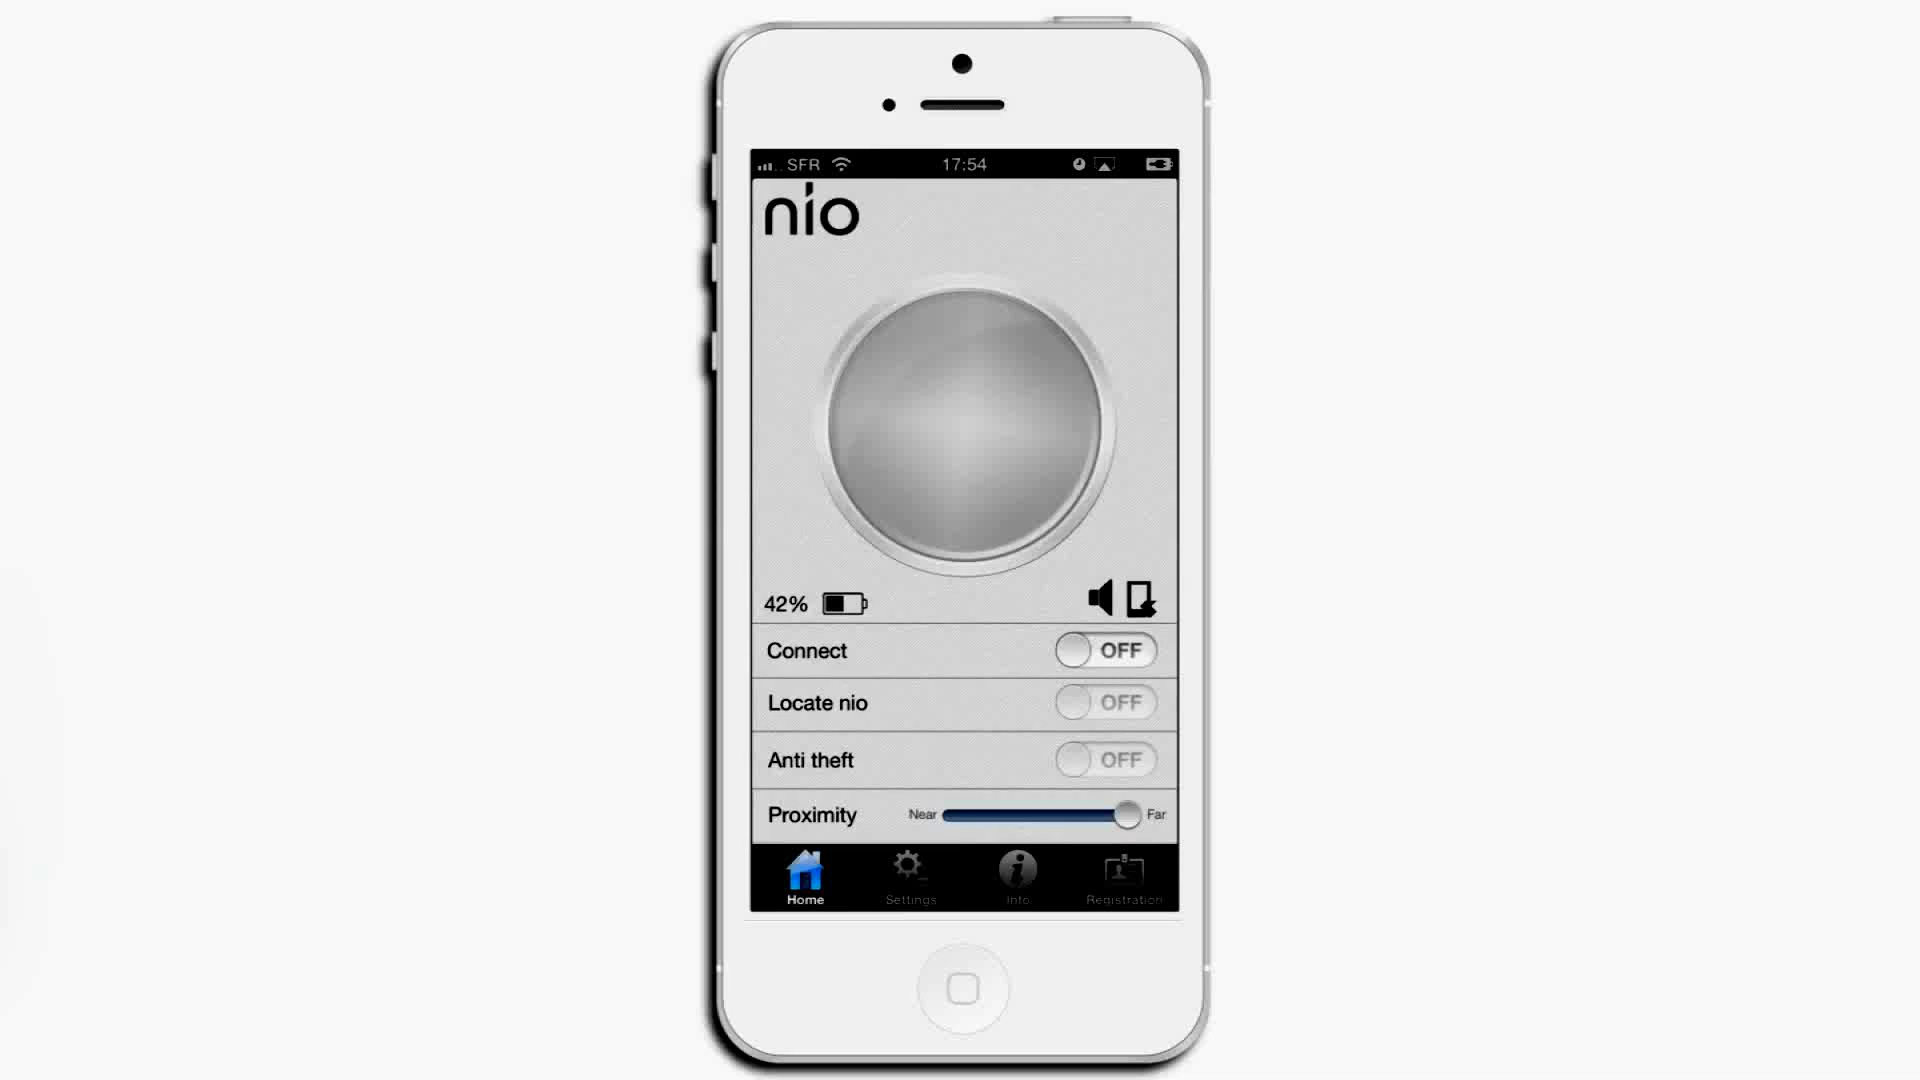 SFR 17:54
nio
42%
Connect OFF
Locate nio OFF
Anti theft OFF
Proximity Near Far
Home Settings Info Registration